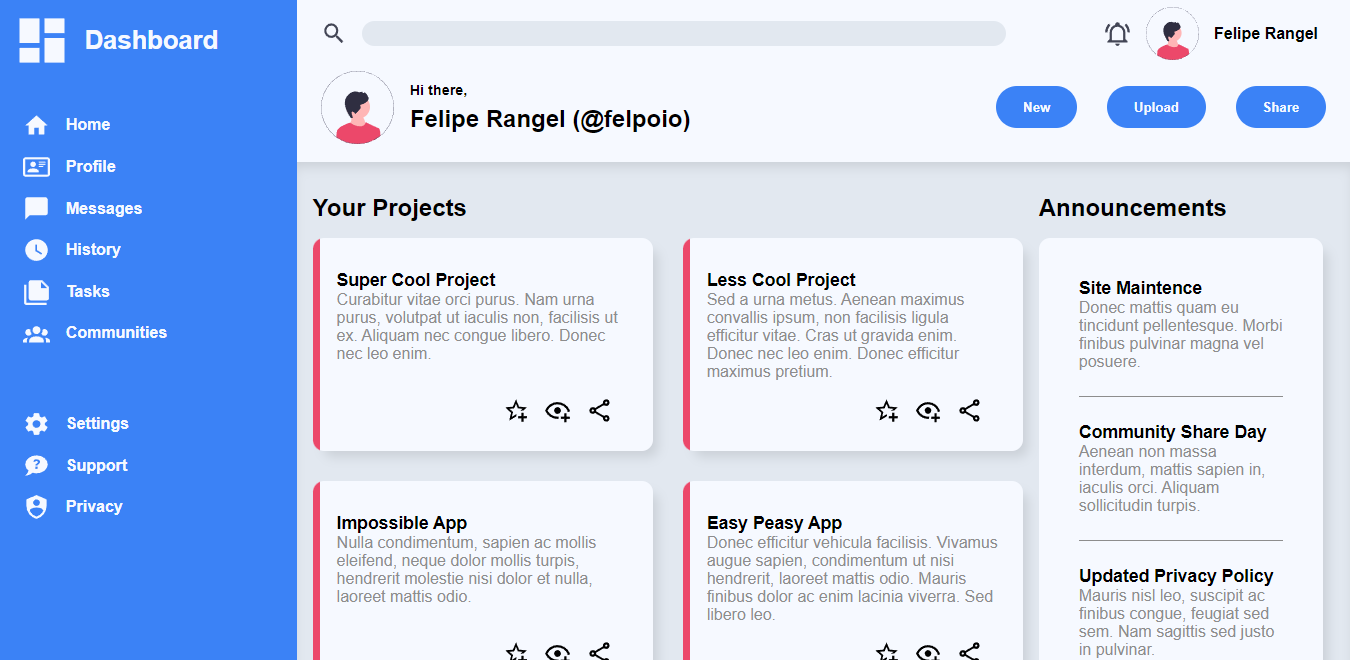 Dashboard
Home
Profile
Messages
History
Tasks
Communities
Settings
Support
Privacy
Felipe Rangel
Hi there,
Felipe Rangel (@felpoio)
New
Upload
Share
Your Projects
Super Cool Project
Curabitur vitae orci purus. Nam urna
purus, volutpat ut iaculis non, facilisis ut
ex. Aliquam nec congue libero. Donec
nec leo enim.
Less Cool Project
Sed a urna metus. Aenean maximus
convallis ipsum, non facilisis ligula
efficitur vitae. Cras ut gravida enim.
Donec nec leo enim. Donec efficitur
maximus pretium.
Impossible App
Nulla condimentum, sapien ac mollis
eleifend, neque dolor mollis turpis,
hendrerit molestie nisi dolor et nulla,
laoreet mattis odio.
Easy Peasy App
Donec efficitur vehicula facilisis. Vivamus
augue sapien, condimentum ut nisi
hendrerit, laoreet mattis odio. Mauris
finibus dolor ac enim lacinia viverra. Sed
libero leo.
Announcements
Site Maintence
Donec mattis quam eu
tincidunt pellentesque. Morbi
finibus pulvinar magna vel
posuere.
Community Share Day
Aenean non massa
interdum, mattis sapien in,
iaculis orci. Aliquam
sollicitudin turpis.
Updated Privacy Policy
Mauris nisl leo, suscipit ac
finibus congue, feugiat sed
sem. Nam sagittis sed justo
in pulvinar.